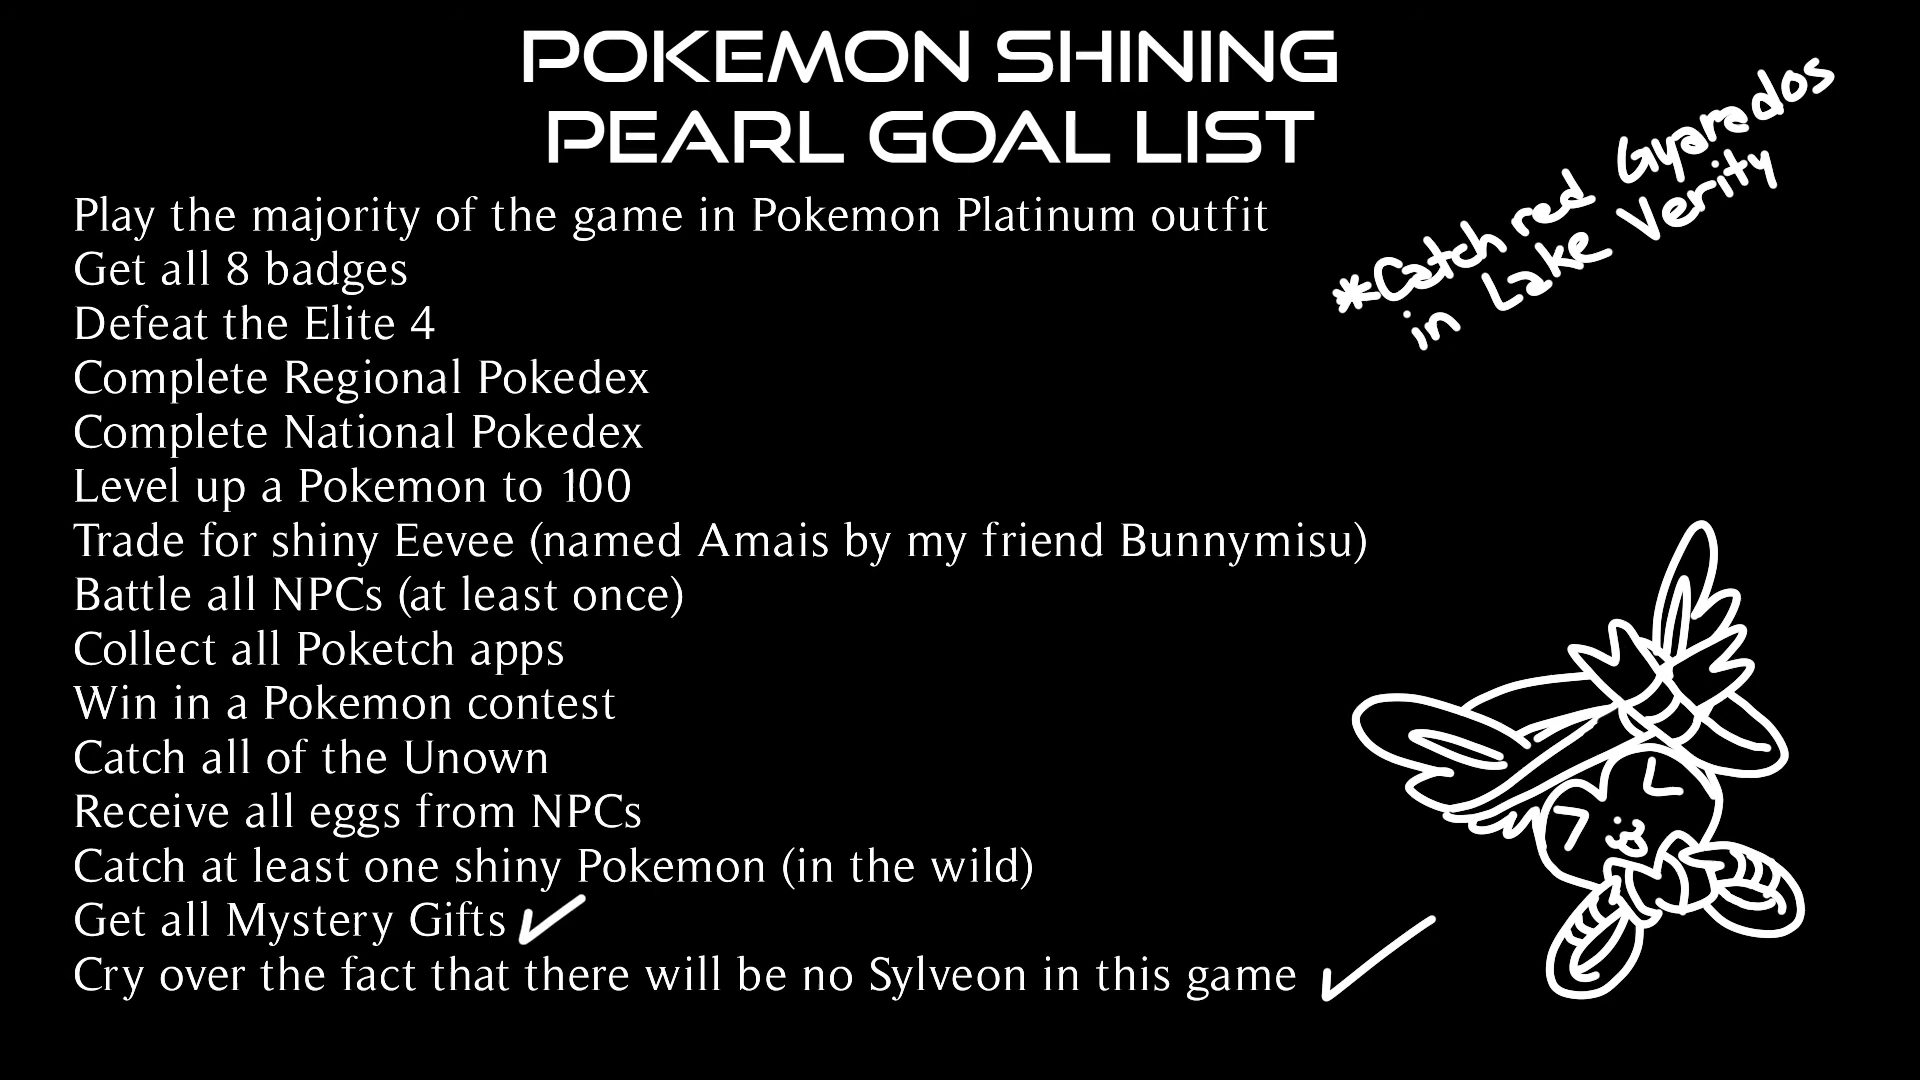 POKEMON SHINING
PEARL GOAL LIST
*Catch red Gyarados
in Lake Verity
Play the majority of the game in Pokemon Platinum outfit
Get all 8 badges
Defeat the Elite 4
Complete Regional Pokedex
Complete National Pokedex
Level up a Pokemon to 100
Trade for shiny Eevee (named Amais by my friend Bunnymisu)
Battle all NPCs (at least once)
Collect all Poketch apps
Win in a Pokemon contest
Catch all of the Unown
Receive all eggs from NPCs
Catch at least one shiny Pokemon (in the wild)
Get all Mystery Gifts
Cry over the fact that there will be no Sylveon in this game